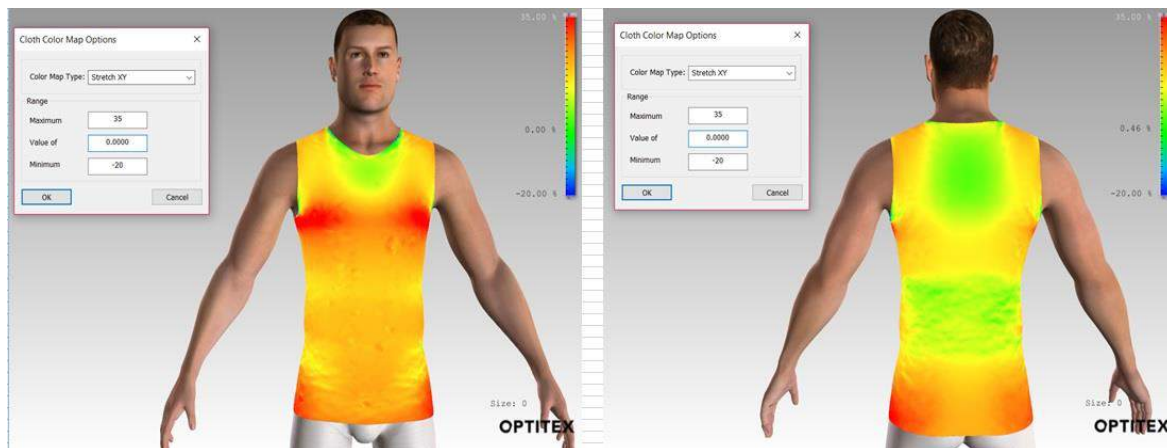 Cloth Color Map Options
Color Map Type: Stretch XY
Range
Maximum 35
Value of 0.0000
Minimum -20
OK Cancel
35.00 %
0.00 %
-20.00 %
Size: 0
OPTITEX
Cloth Color Map Options
Color Map Type: Stretch XY
Range
Maximum 35
Value of 0.0000
Minimum -20
OK Cancel
35.00 %
0.46 %
-20.00 %
Size: 0
OPTITEX